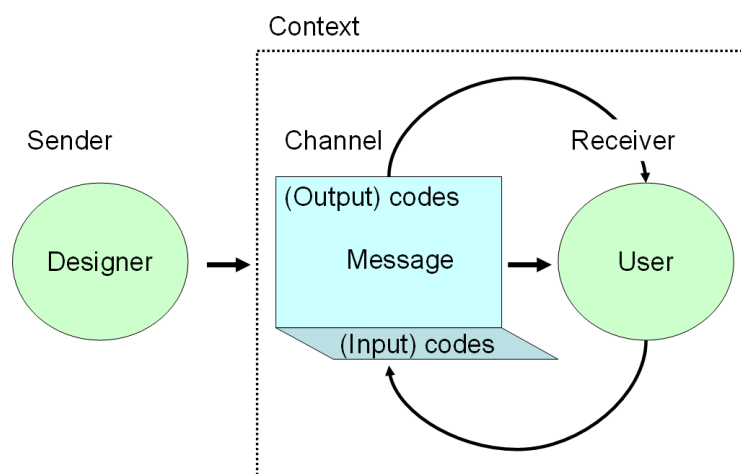 Context
Sender
Channel
Receiver
(Output) codes
Designer
Message
User
(Input) codes